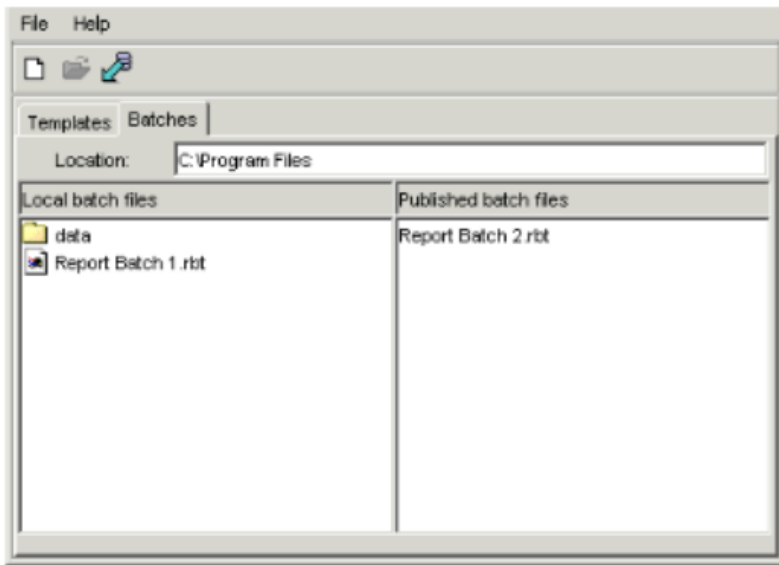 File Help
Templates Batches
Location: C:\Program Files
Local batch files Published batch files
data Report Batch 2.rbt
Report Batch 1.rbt